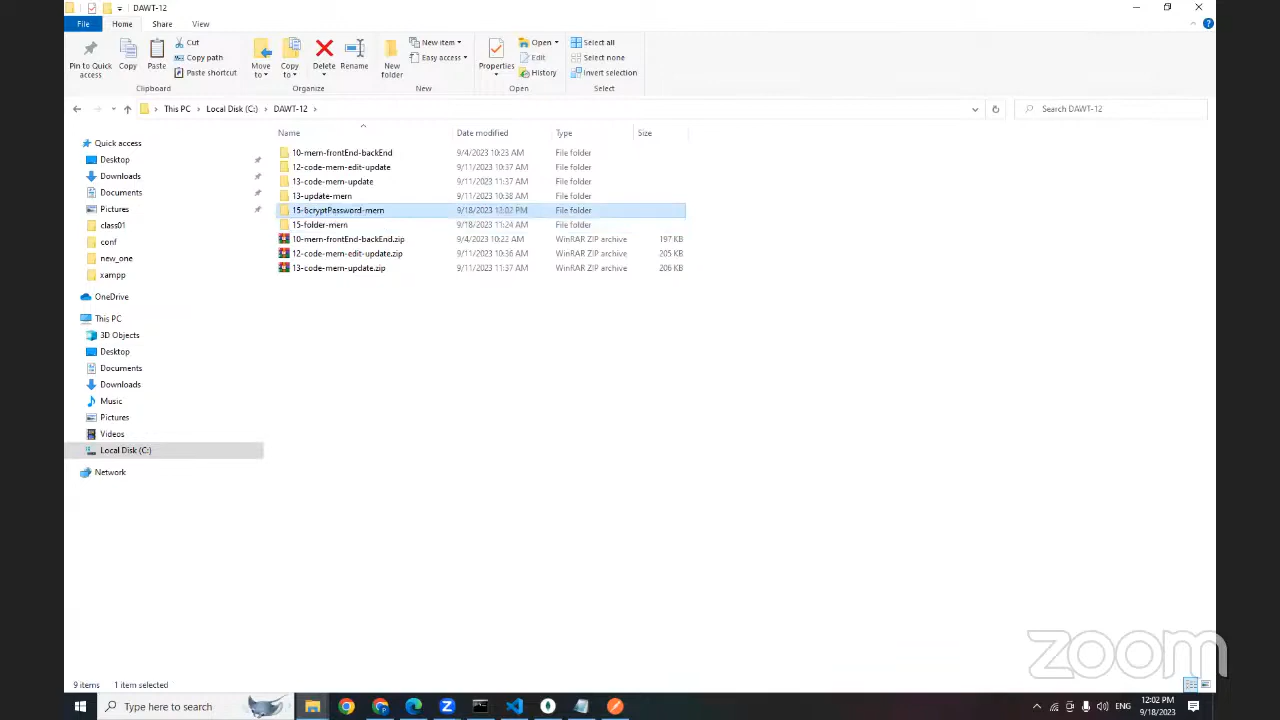 DAWT-12
File Home Share View
Pin to Quick access
Copy
Paste
Cut
Copy path
Paste shortcut
Clipboard
Move to
Copy to
Delete
Rename
Organize
New folder
New item
Easy access
New
Properties
Open
Edit
History
Open
Select all
Select none
Invert selection
Select
This PC Local Disk (C:) DAWT-12
Search DAWT-12
Name Date modified Type Size
10-mern-frontEnd-backEnd 9/4/2023 10:23 AM File folder
12-code-mern-edit-update 9/11/2023 10:37 AM File folder
13-code-mern-update 9/11/2023 11:37 AM File folder
13-update-mern 9/11/2023 10:38 AM File folder
15-bcryptPassword-mern 9/18/2023 12:02 PM File folder
15-folder-mern 9/18/2023 11:24 AM File folder
10-mern-frontEnd-backEnd.zip 9/4/2023 10:22 AM WinRAR ZIP archive 197 KB
12-code-mern-edit-update.zip 9/11/2023 10:36 AM WinRAR ZIP archive 205 KB
13-code-mern-update.zip 9/11/2023 11:37 AM WinRAR ZIP archive 206 KB
Quick access
Desktop
Downloads
Documents
Pictures
class01
conf
new_one
xampp
OneDrive
This PC
3D Objects
Desktop
Documents
Downloads
Music
Pictures
Videos
Local Disk (C:)
Network
zoom
9 items 1 item selected
Type here to search
ENG
12:02 PM
9/18/2023